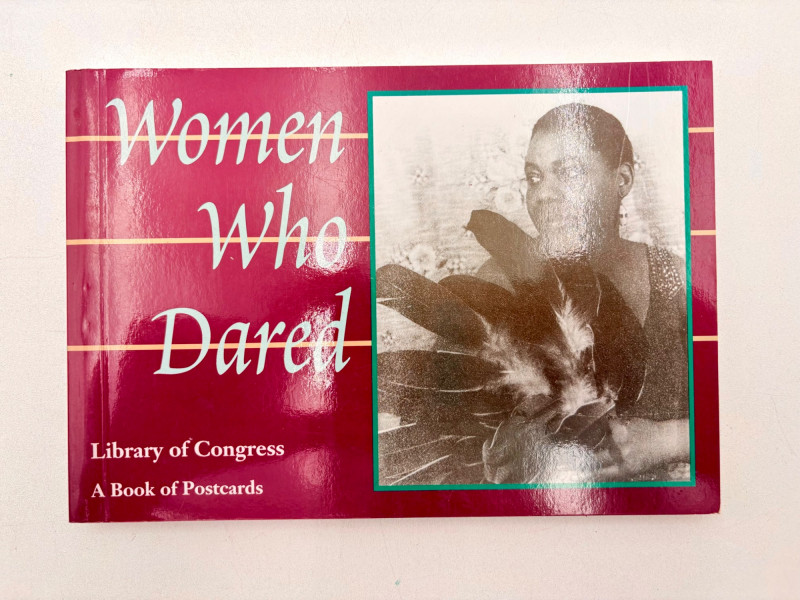 Women
Who
Dared
Library of Congress
A Book of Postcards